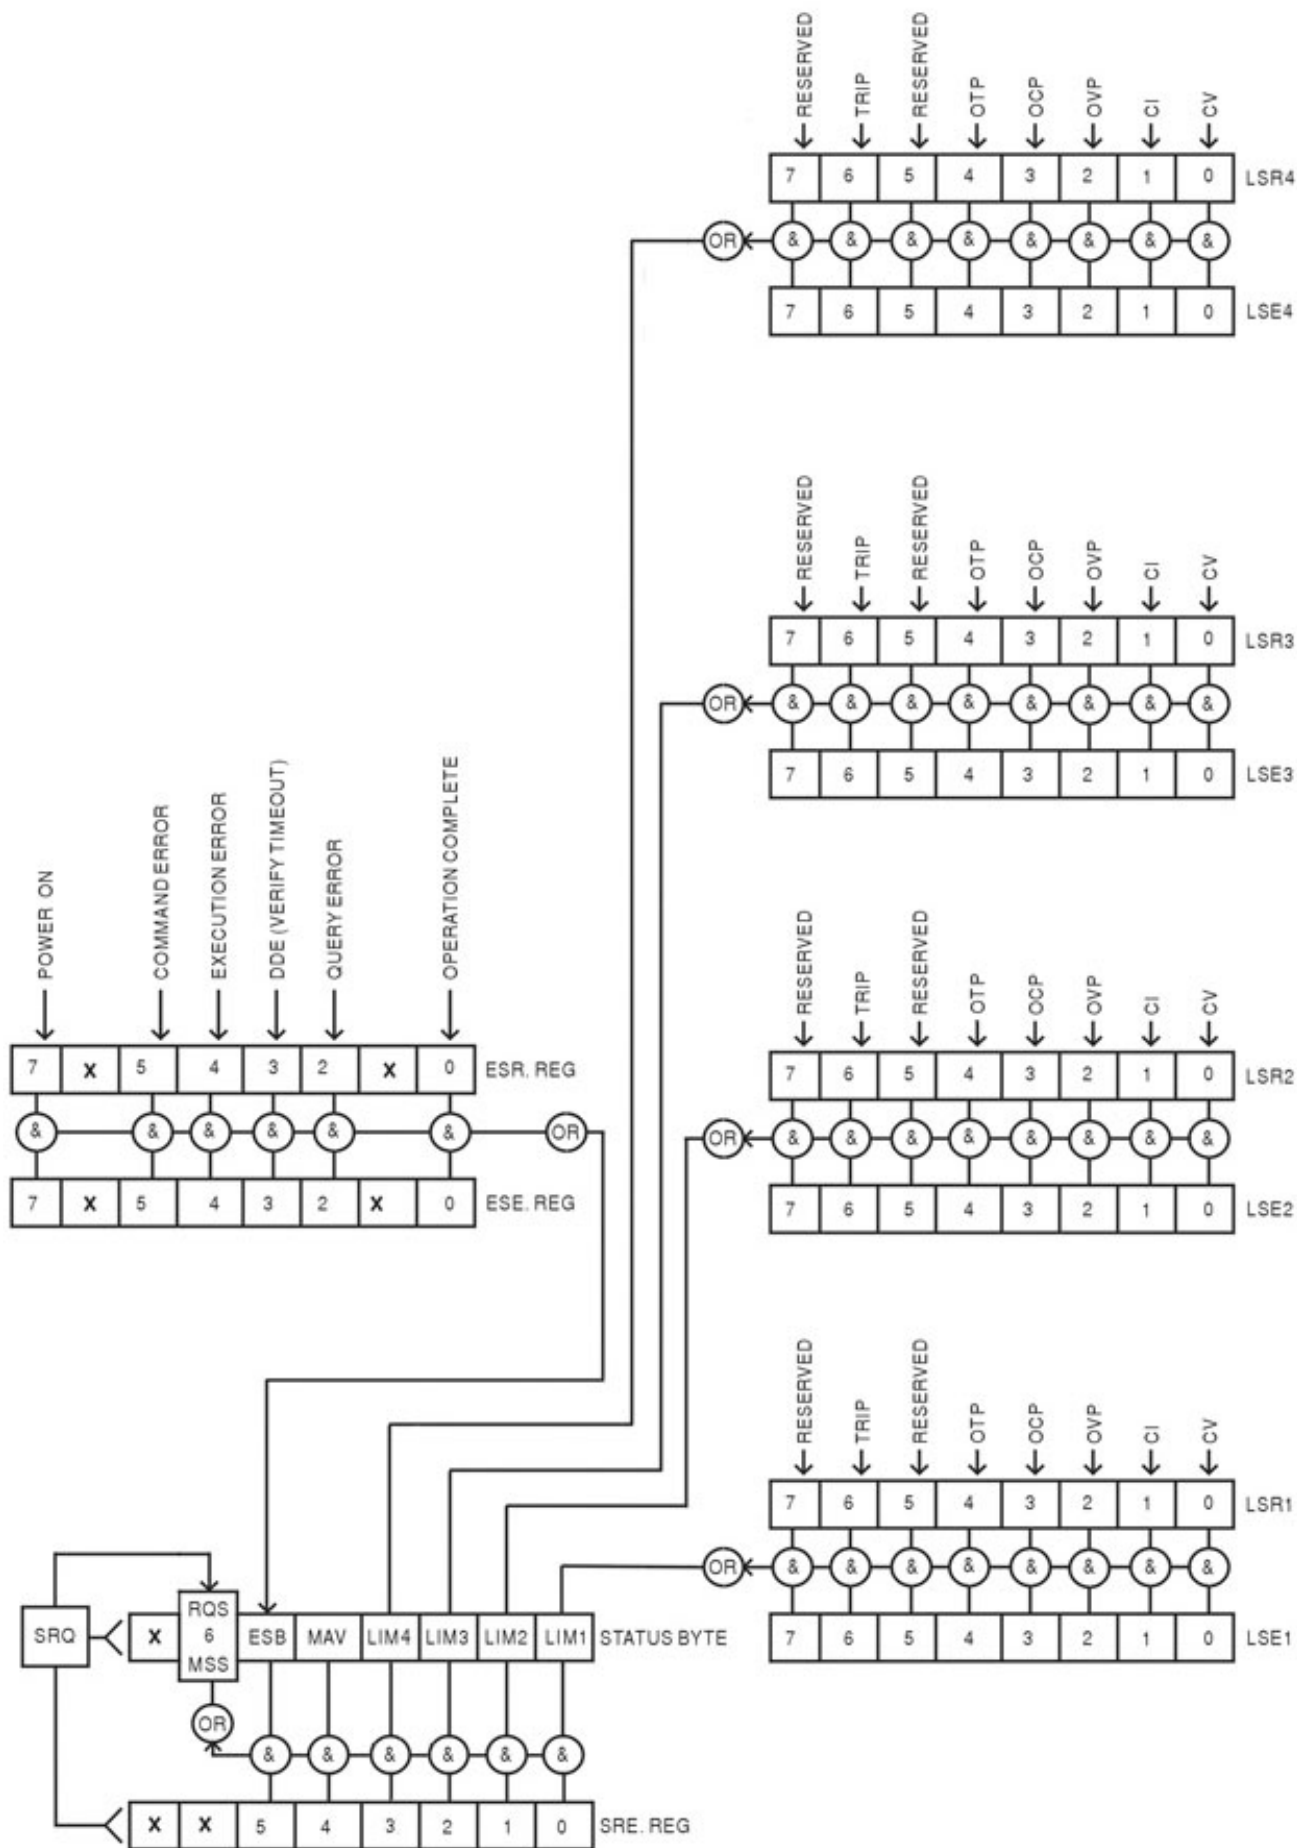 RESERVED TRIP RESERVED OTP OCP OVP CI CV
7 6 5 4 3 2 1 0 LSR4
OR & & & & & & & &
7 6 5 4 3 2 1 0 LSE4
RESERVED TRIP RESERVED OTP OCP OVP CI CV
7 6 5 4 3 2 1 0 LSR3
OR & & & & & & & &
7 6 5 4 3 2 1 0 LSE3
POWER ON
COMMAND ERROR
EXECUTION ERROR
DDE (VERIFY TIMEOUT)
QUERY ERROR
OPERATION COMPLETE
7 X 5 4 3 2 X 0 ESR. REG
& & & & & & OR
7 X 5 4 3 2 X 0 ESE. REG
RESERVED TRIP RESERVED OTP OCP OVP CI CV
7 6 5 4 3 2 1 0 LSR2
OR & & & & & & & &
7 6 5 4 3 2 1 0 LSE2
RESERVED TRIP RESERVED OTP OCP OVP CI CV
7 6 5 4 3 2 1 0 LSR1
OR & & & & & & & &
7 6 5 4 3 2 1 0 LSE1
RQS
SRQ X 6 ESB MAV LIM4 LIM3 LIM2 LIM1 STATUS BYTE
MSS
OR
& & & & & &
X X 5 4 3 2 1 0 SRE. REG